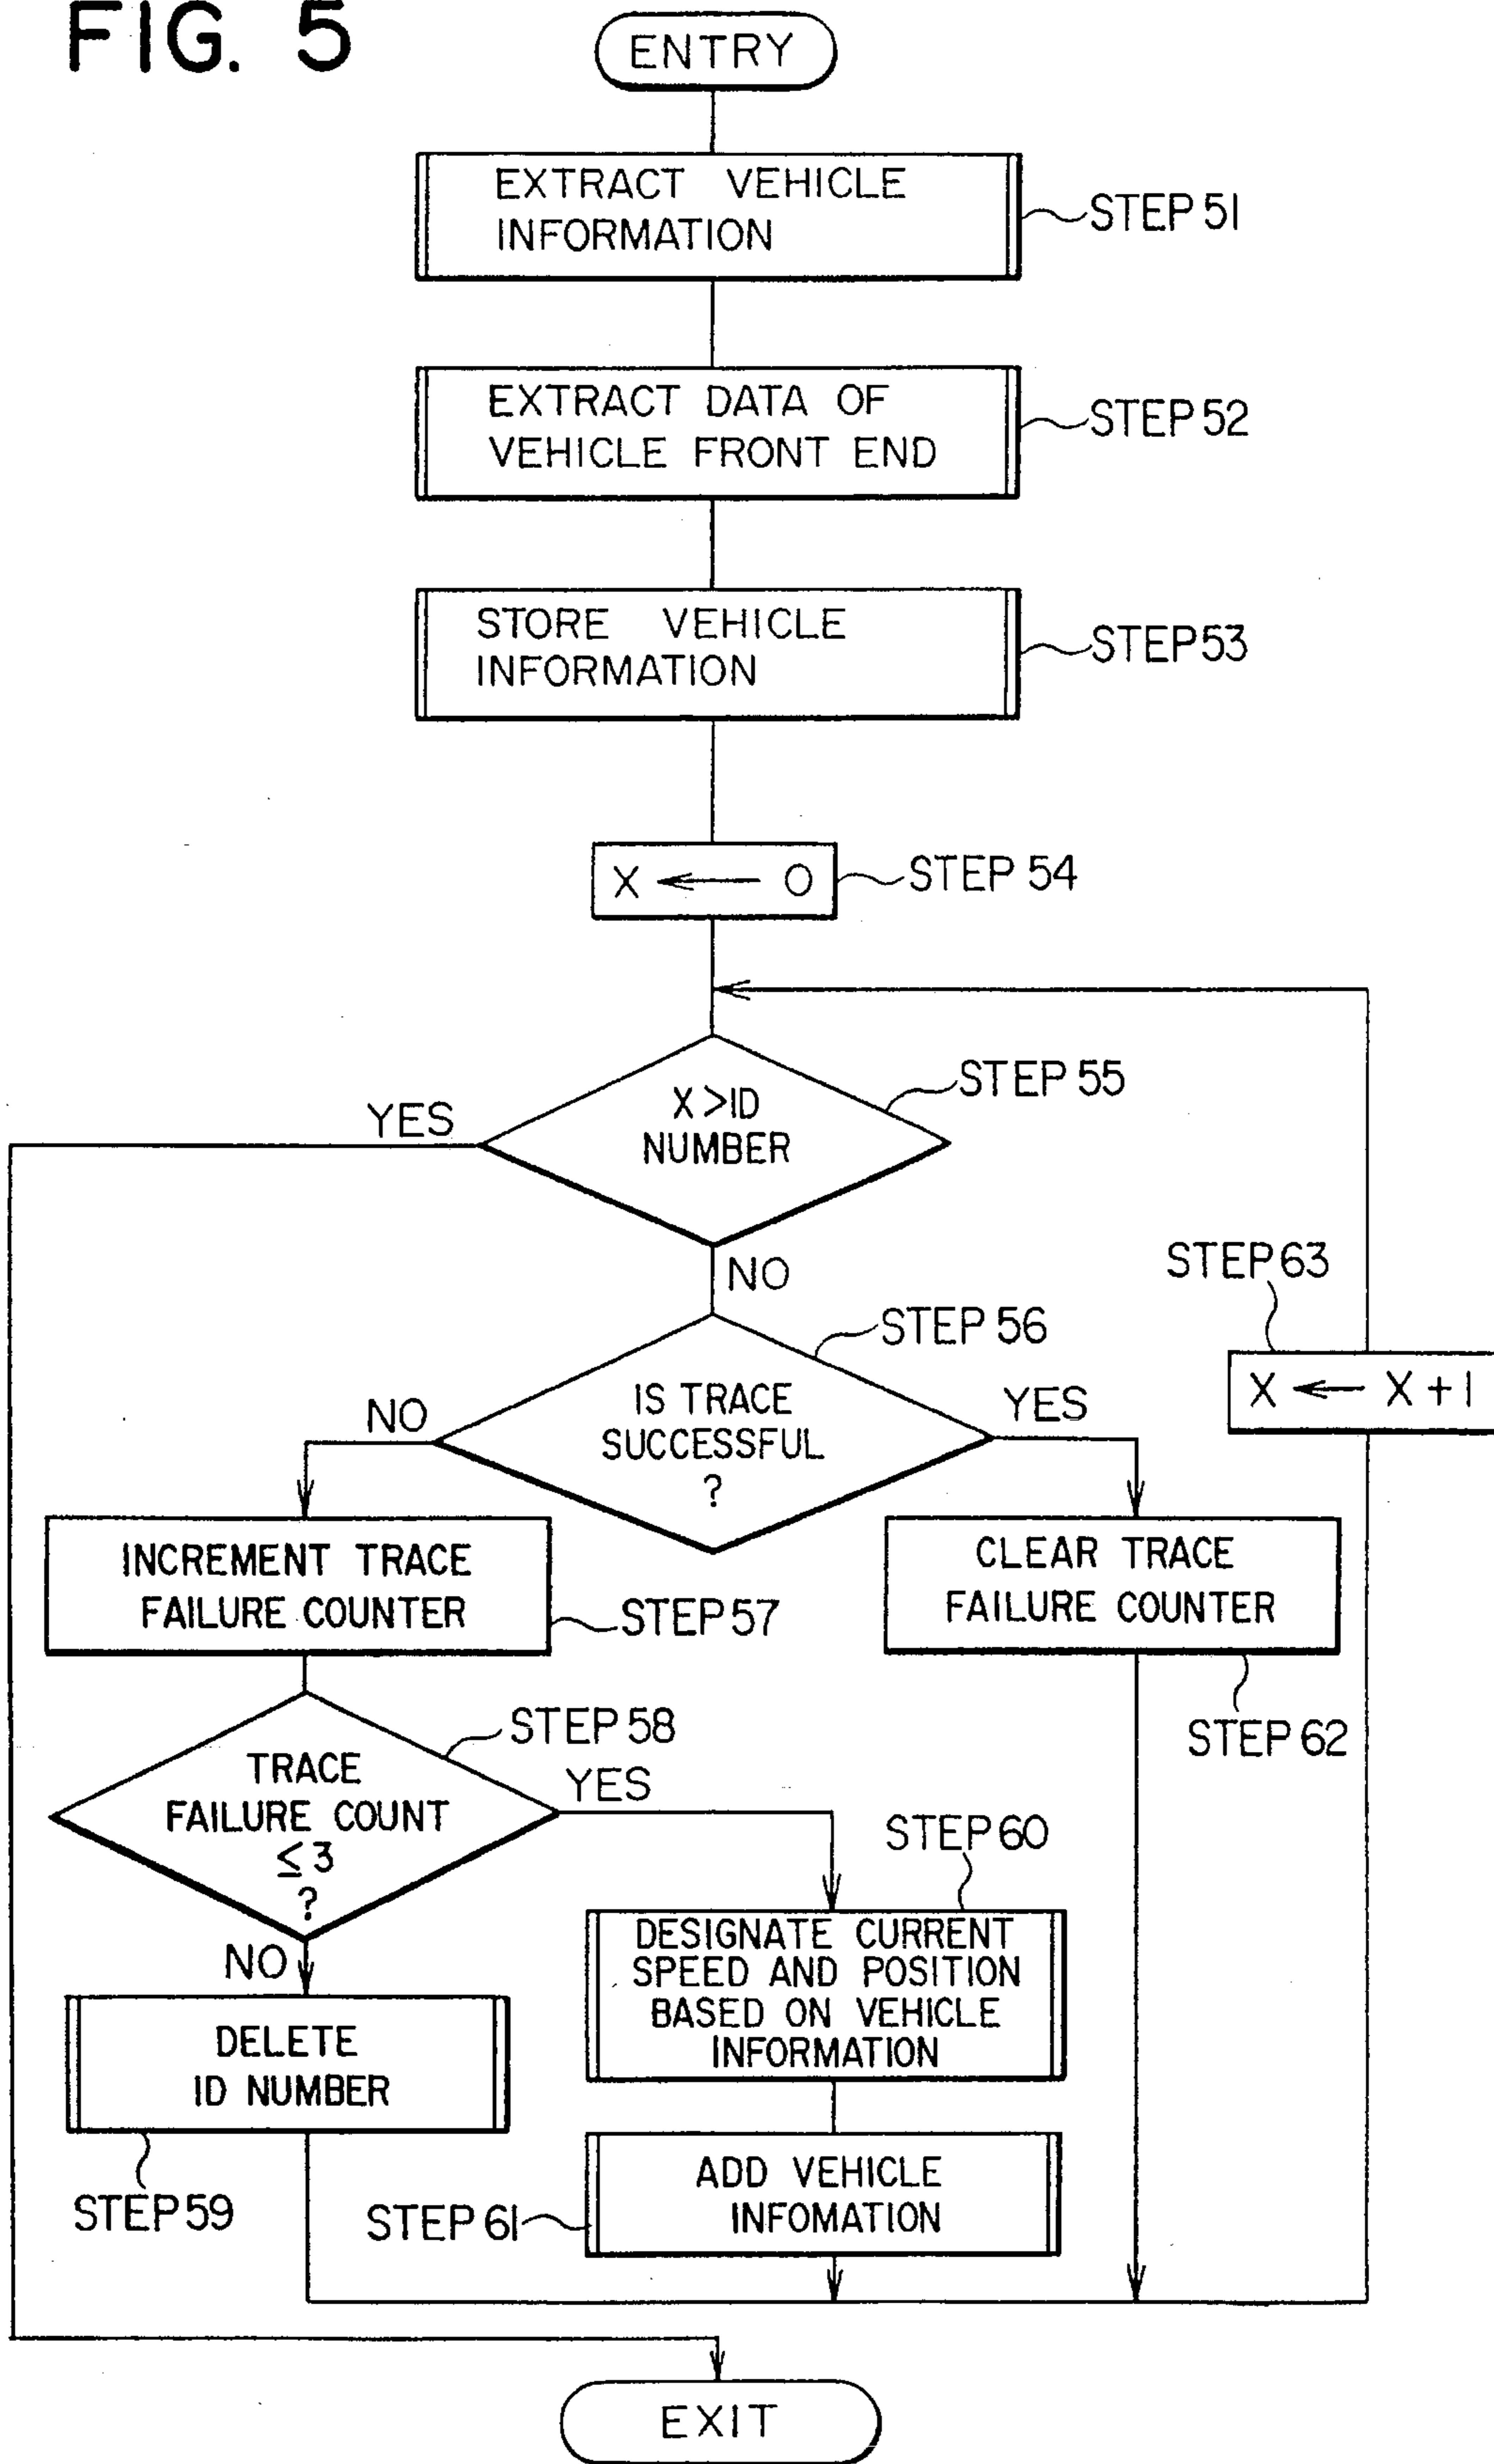 FIG. 5
ENTRY
EXTRACT VEHICLE
INFORMATION
STEP 51
EXTRACT DATA OF
VEHICLE FRONT END
STEP 52
STORE VEHICLE
INFORMATION
STEP 53
X ← 0
STEP 54
X > ID
NUMBER
STEP 55
YES
NO
IS TRACE
SUCCESSFUL
?
STEP 56
NO
YES
STEP 63
X ← X + 1
INCREMENT TRACE
FAILURE COUNTER
STEP 57
CLEAR TRACE
FAILURE COUNTER
STEP 62
TRACE
FAILURE COUNT
≤ 3
?
STEP 58
YES
NO
STEP 60
DESIGNATE CURRENT
SPEED AND POSITION
BASED ON VEHICLE
INFORMATION
DELETE
ID NUMBER
STEP 59
ADD VEHICLE
INFOMATION
STEP 61
EXIT